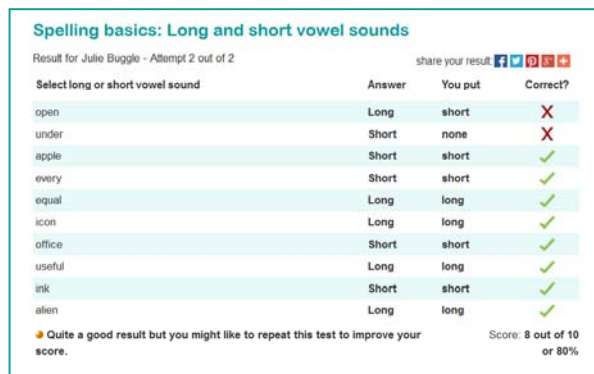 Spelling basics: Long and short vowel sounds
Result for Julie Buggle - Attempt 2 out of 2 share your result
Select long or short vowel sound Answer You put Correct?
open Long short
under Short none
apple Short short
every Short short
equal Long long
icon Long long
office Short short
useful Long long
ink Short short
alien Long long
Quite a good result but you might like to repeat this test to improve your Score: 8 out of 10
score. or 80%